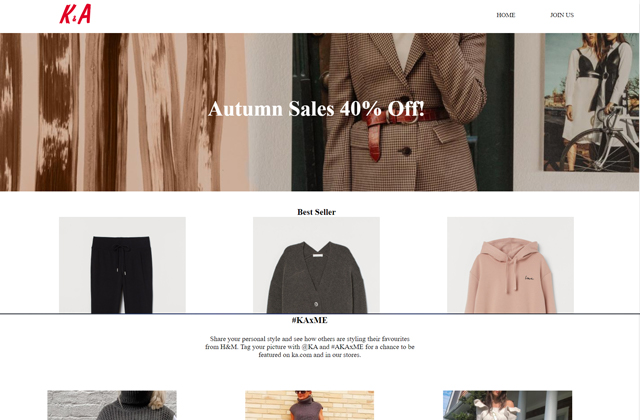 K&A
HOME JOIN US
Autumn Sales 40% Off!
Best Seller
#KAxME
Share your personal style and see how others are styling their favourites
from H&M. Tag your picture with @KA and #AKAxME for a chance to be
featured on ka.com and in our stores.